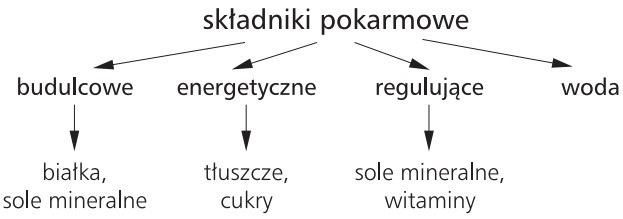 składniki pokarmowe
budulcowe energetyczne regulujące woda
białka, tłuszcze, sole mineralne,
sole mineralne cukry witaminy